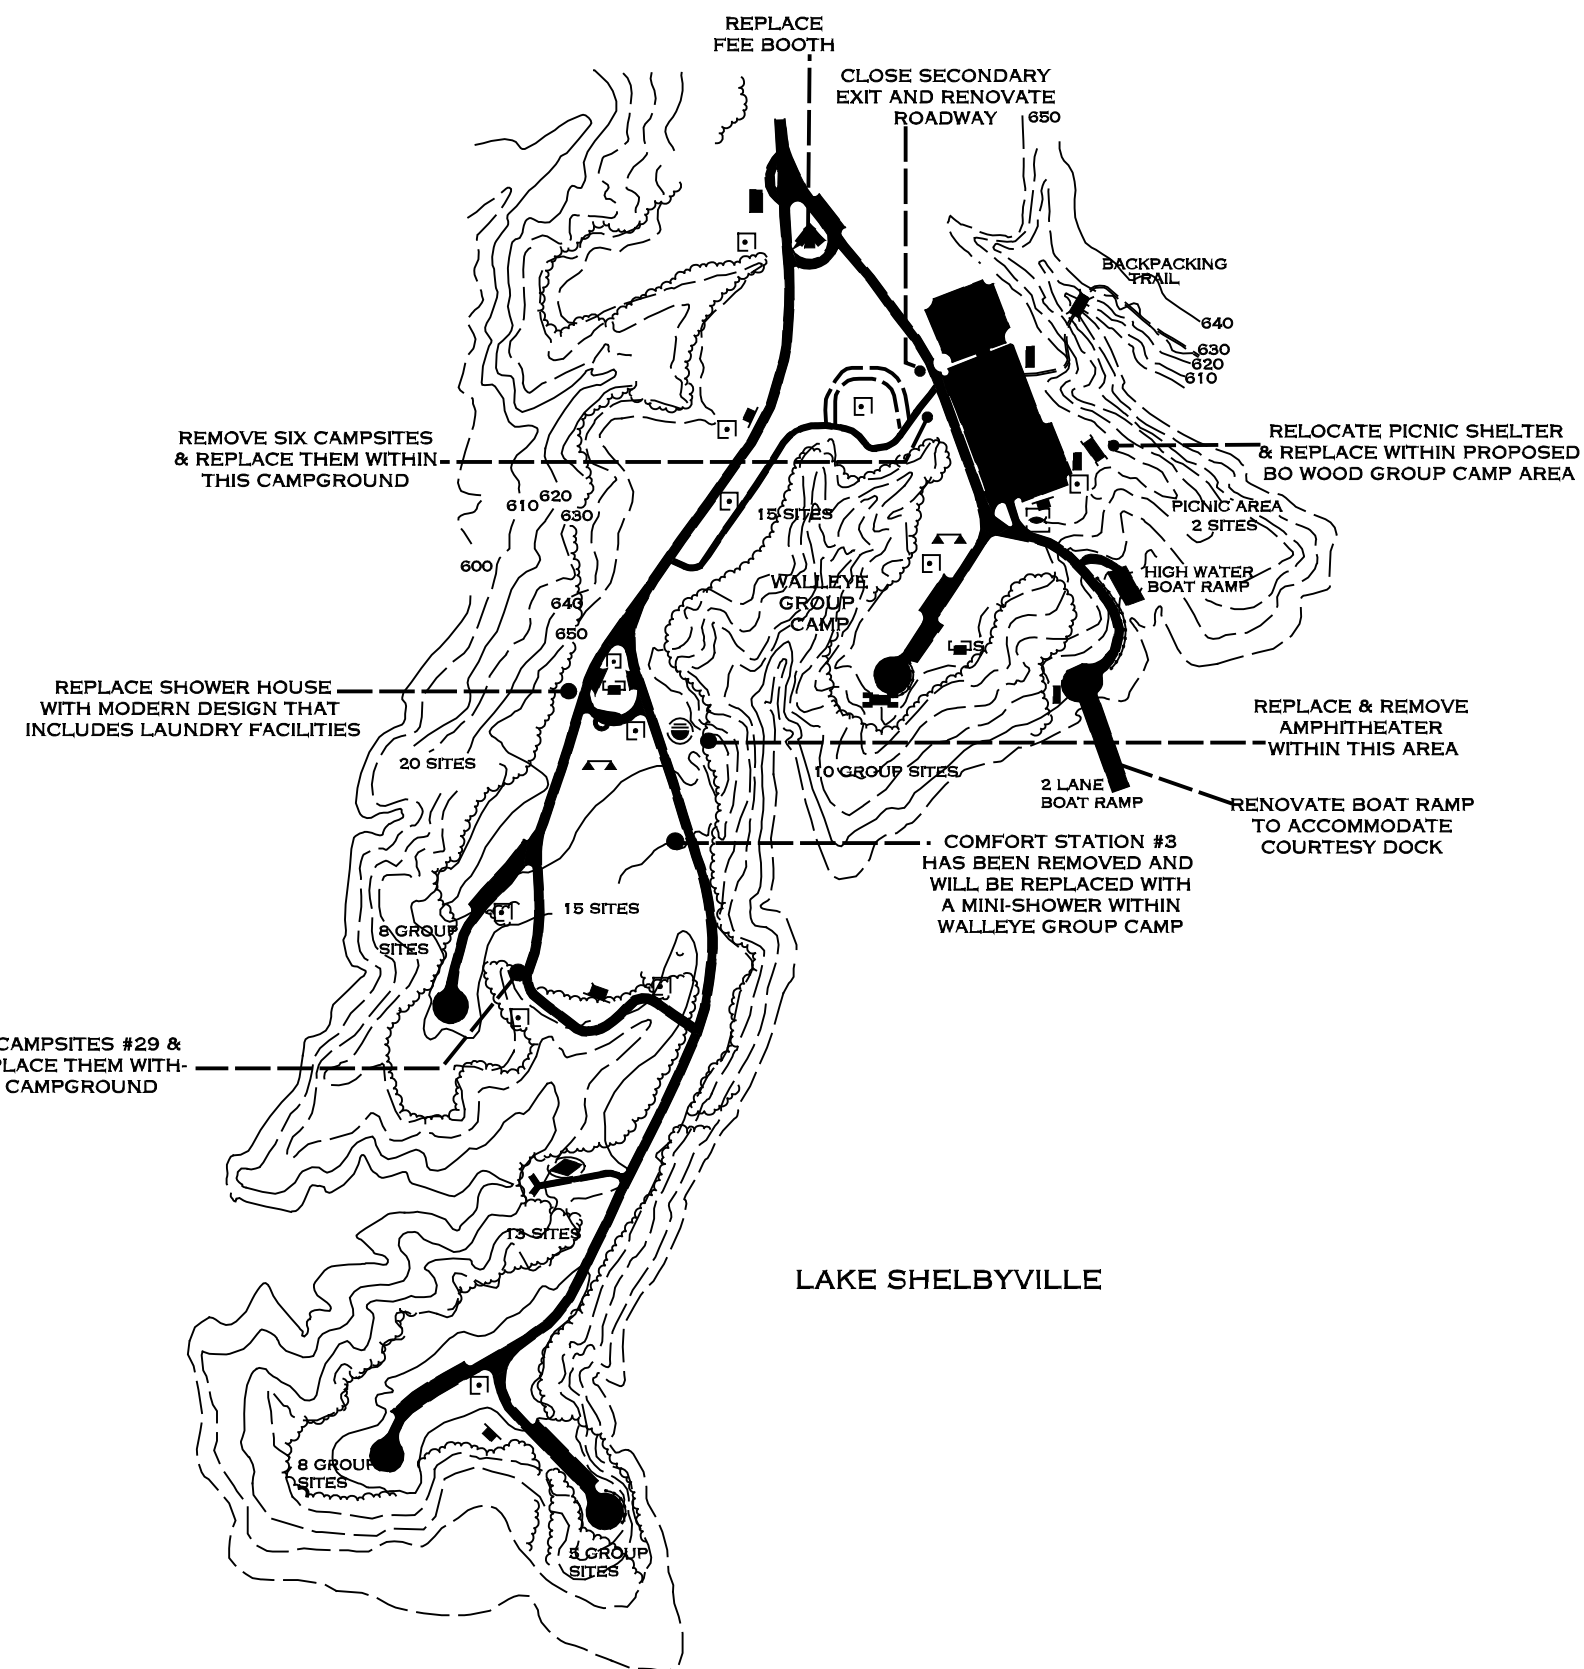 REPLACE
FEE BOOTH
CLOSE SECONDARY
EXIT AND RENOVATE
ROADWAY
650
BACKPACKING
TRAIL
640
630
620
610
REMOVE SIX CAMPSITES
& REPLACE THEM WITHIN
THIS CAMPGROUND
RELOCATE PICNIC SHELTER
& REPLACE WITHIN PROPOSED
BO WOOD GROUP CAMP AREA
610
620
630
15 SITES
PICNIC AREA
2 SITES
600
HIGH WATER
BOAT RAMP
WALLEYE
GROUP
CAMP
640
650
S
REPLACE SHOWER HOUSE
WITH MODERN DESIGN THAT
INCLUDES LAUNDRY FACILITIES
REPLACE & REMOVE
AMPHITHEATER
WITHIN THIS AREA
20 SITES
10 GROUP SITES
2 LANE
BOAT RAMP
RENOVATE BOAT RAMP
TO ACCOMMODATE
COURTESY DOCK
COMFORT STATION #3
HAS BEEN REMOVED AND
WILL BE REPLACED WITH
A MINI-SHOWER WITHIN
WALLEYE GROUP CAMP
15 SITES
8 GROUP
SITES
CAMPSITES #29 &
PLACE THEM WITH-
CAMPGROUND
13 SITES
LAKE SHELBYVILLE
8 GROUP
SITES
5 GROUP
SITES